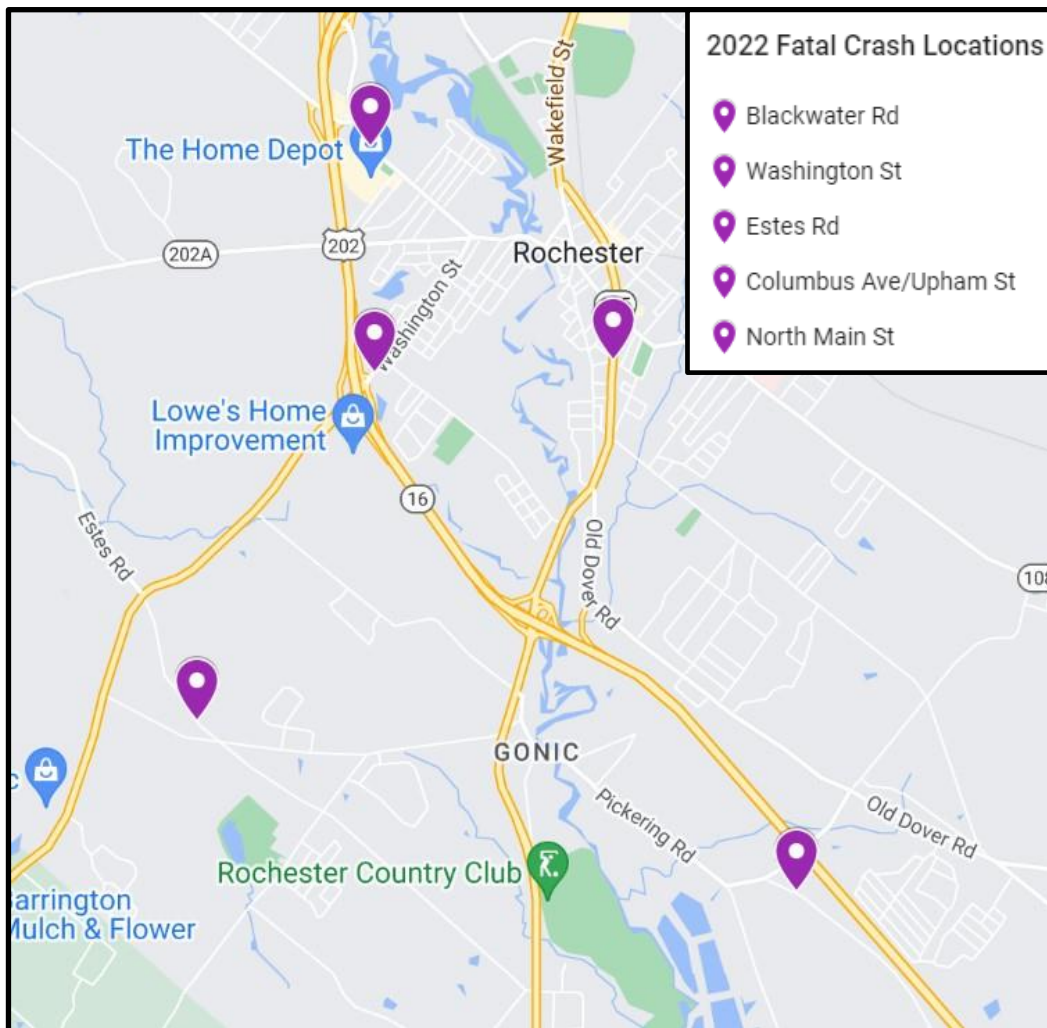 2022 Fatal Crash Locations
Blackwater Rd
Washington St
Estes Rd
Columbus Ave/Upham St
North Main St
Wakefield St
The Home Depot
202
202A
Rochester
Washington St
Lowe's Home
Improvement
16
Estes Rd
Old Dover Rd
108
GONIC
Pickering Rd
Old Dover Rd
Rochester Country Club
Barrington
Mulch & Flower